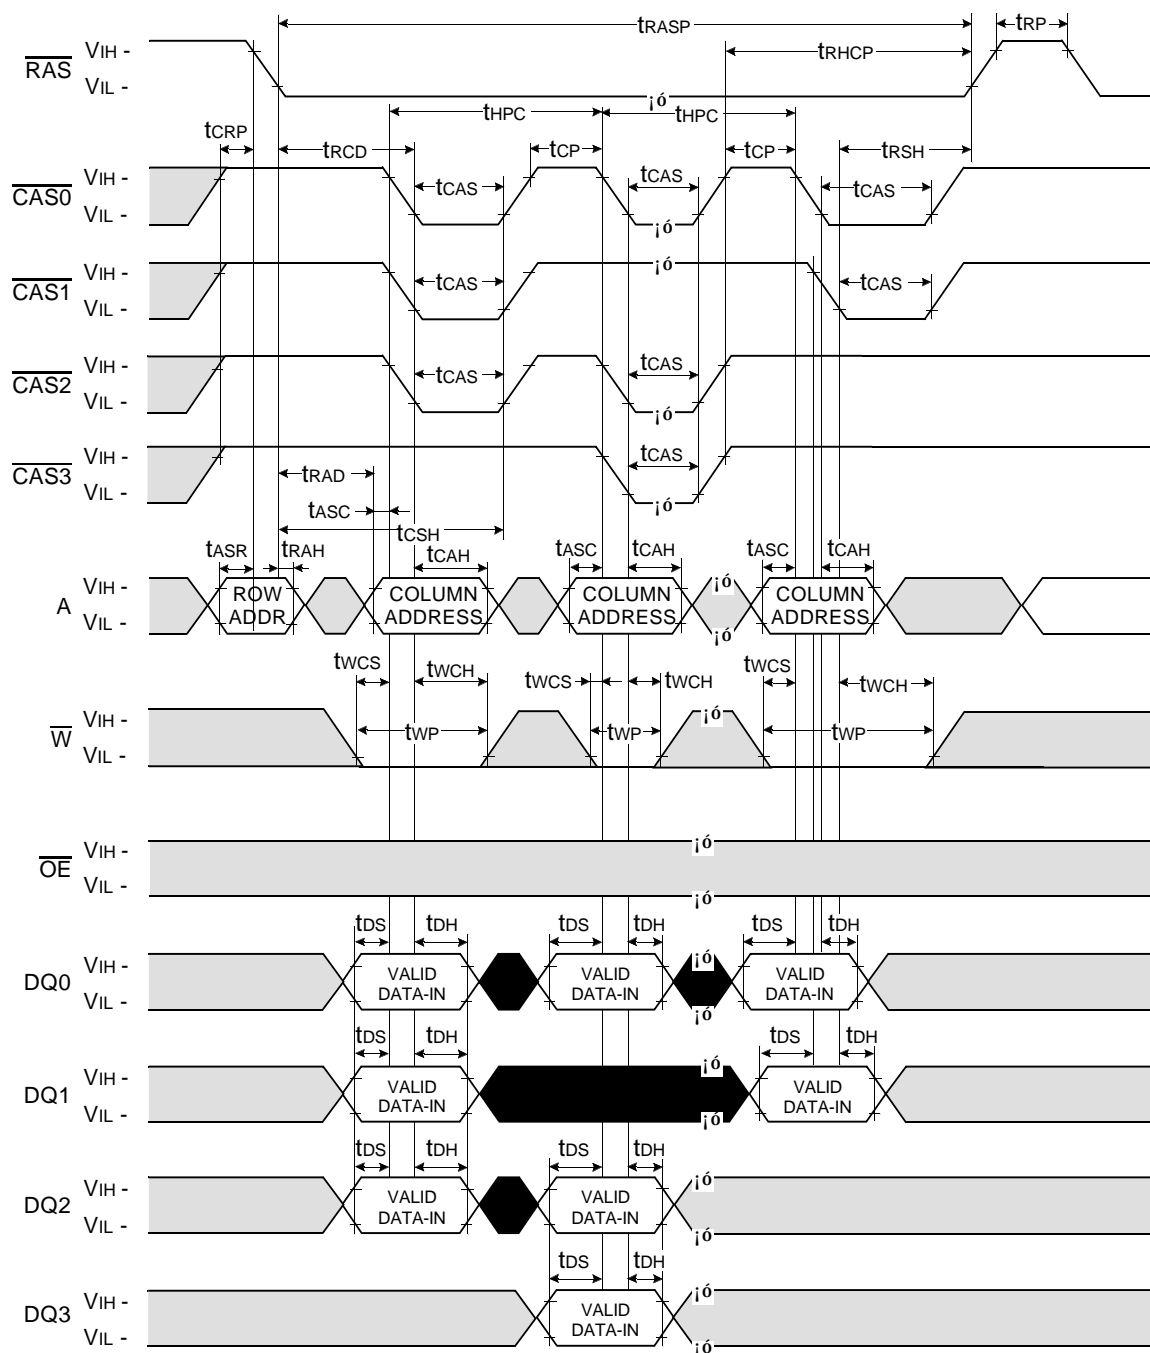 tRASP
tRP
RAS VIH -
VIL -
tRHCP
¡ó
tHPC tHPC
tCRP tRCD tCP tCP tRSH
CAS0 VIH -
VIL -
tCAS tCAS tCAS
¡ó
CAS1 VIH -
VIL -
¡ó
tCAS tCAS
CAS2 VIH -
VIL -
tCAS tCAS
¡ó
CAS3 VIH -
VIL -
tCAS
tRAD
¡ó
tASC
tCSH
tASR tRAH tCAH tASC tCAH tASC tCAH
A VIH -
VIL -
ROW ADDR
COLUMN ADDRESS
COLUMN ADDRESS
¡ó
¡ó
COLUMN ADDRESS
tWCS tWCH tWCS tWCH tWCS tWCH
W VIH -
VIL -
tWP tWP ¡ó tWP
OE VIH -
VIL -
¡ó
¡ó
tDS tDH tDS tDH tDS tDH
DQ0 VIH -
VIL -
VALID DATA-IN
VALID DATA-IN
¡ó
¡ó
VALID DATA-IN
tDS tDH tDS tDH
DQ1 VIH -
VIL -
VALID DATA-IN
¡ó
¡ó
VALID DATA-IN
tDS tDH tDS tDH
DQ2 VIH -
VIL -
VALID DATA-IN
VALID DATA-IN
¡ó
¡ó
tDS tDH
DQ3 VIH -
VIL -
VALID DATA-IN
¡ó
¡ó